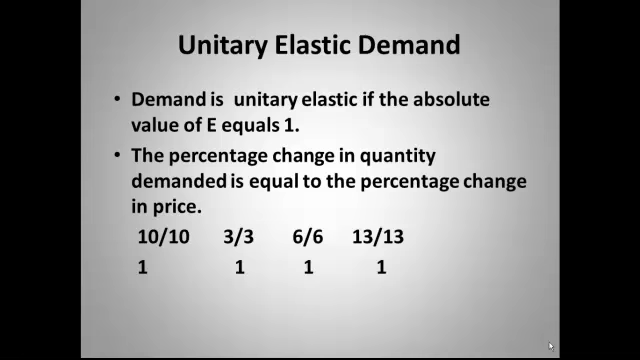 Unitary Elastic Demand
• Demand is unitary elastic if the absolute
value of E equals 1.
• The percentage change in quantity
demanded is equal to the percentage change
in price.
10/10 3/3 6/6 13/13
1 1 1 1